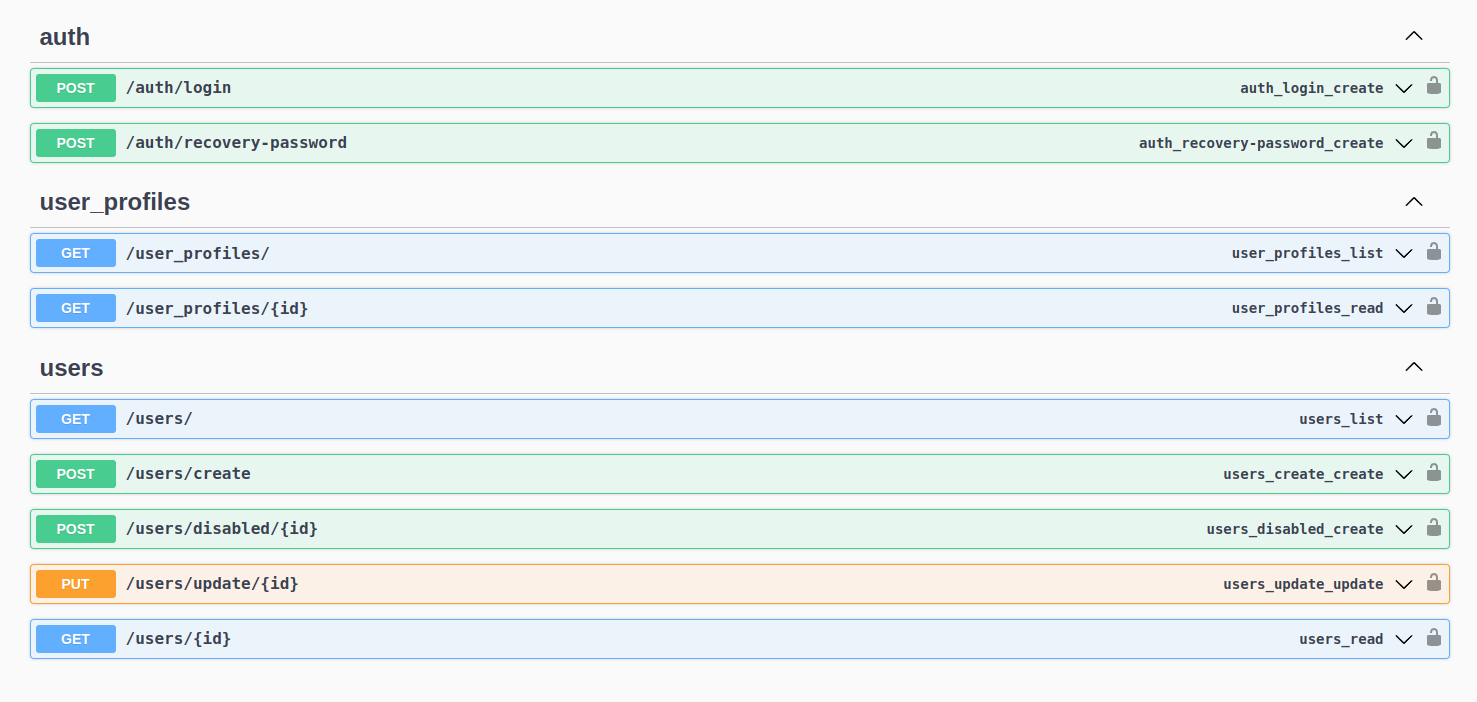 auth
POST /auth/login auth_login_create
POST /auth/recovery-password auth_recovery-password_create
user_profiles
GET /user_profiles/ user_profiles_list
GET /user_profiles/{id} user_profiles_read
users
GET /users/ users_list
POST /users/create users_create_create
POST /users/disabled/{id} users_disabled_create
PUT /users/update/{id} users_update_update
GET /users/{id} users_read